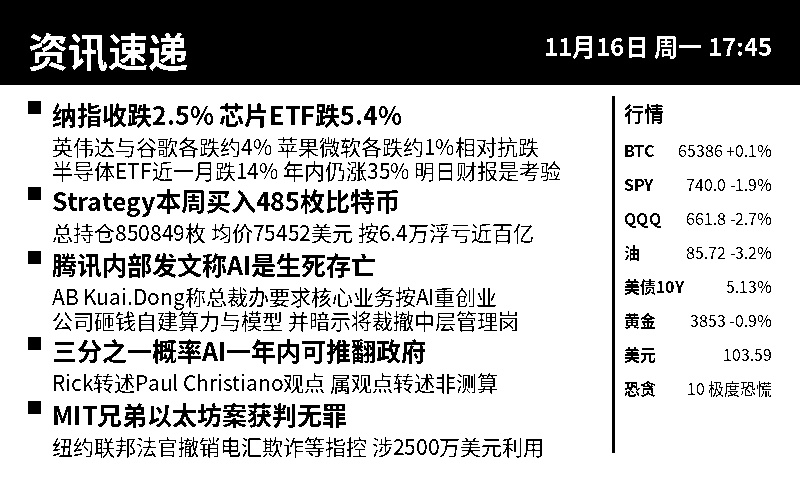 资讯速递
11月16日 周一 17:45
纳指收跌2.5% 芯片ETF跌5.4%
英伟达与谷歌各跌约4% 苹果微软各跌约1%相对抗跌
半导体ETF近一月跌14% 年内仍涨35% 明日财报是考验
Strategy本周买入485枚比特币
总持仓850849枚 均价75452美元 按6.4万浮亏近百亿
腾讯内部发文称AI是生死存亡
AB Kuai.Dong称总裁办要求核心业务按AI重创业
公司砸钱自建算力与模型 并暗示将裁撤中层管理岗
三分之一概率AI一年内可推翻政府
Rick转述Paul Christiano观点 属观点转述非测算
MIT兄弟以太坊案获判无罪
纽约联邦法官撤销电汇欺诈等指控 涉2500万美元利用
行情
BTC 65386 +0.1%
SPY 740.0 -1.9%
QQQ 661.8 -2.7%
油 85.72 -3.2%
美债10Y 5.13%
黄金 3853 -0.9%
美元 103.59
恐贪 10 极度恐慌